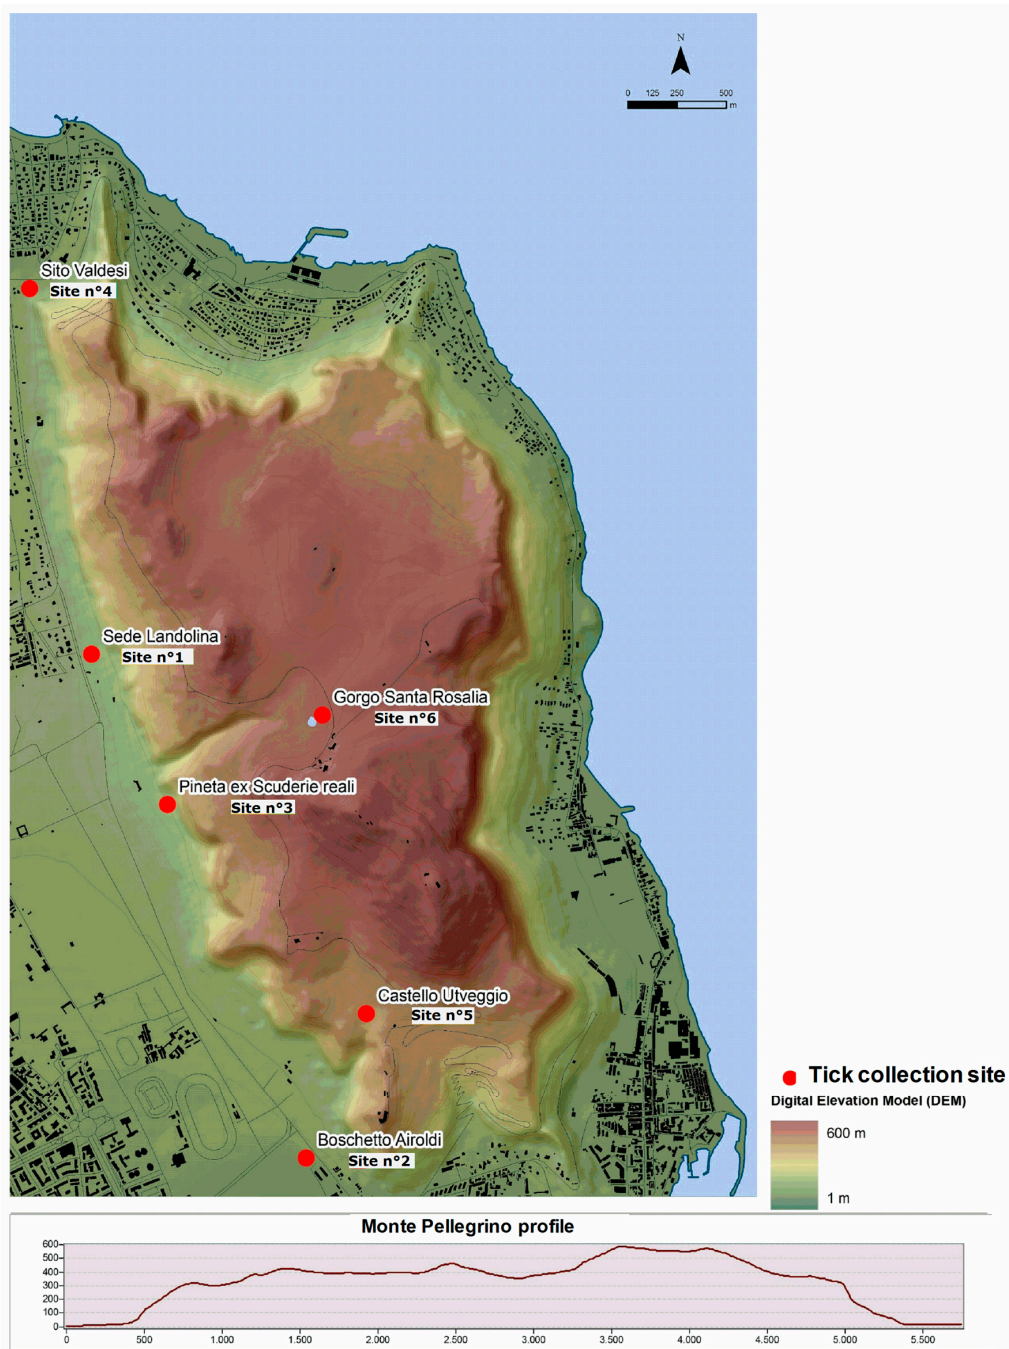 N
0 125 250 500
m
Sito Valdesi
Site n°4
Sede Landolina
Site n°1
Gorgo Santa Rosalia
Site n°6
Pineta ex Scuderie reali
Site n°3
Castello Utveggio
Site n°5
Boschetto Airoldi
Site n°2
Tick collection site
Digital Elevation Model (DEM)
600 m
1 m
Monte Pellegrino profile
600
500
400
300
200
100
0
0 500 1.000 1.500 2.000 2.500 3.000 3.500 4.000 4.500 5.000 5.500